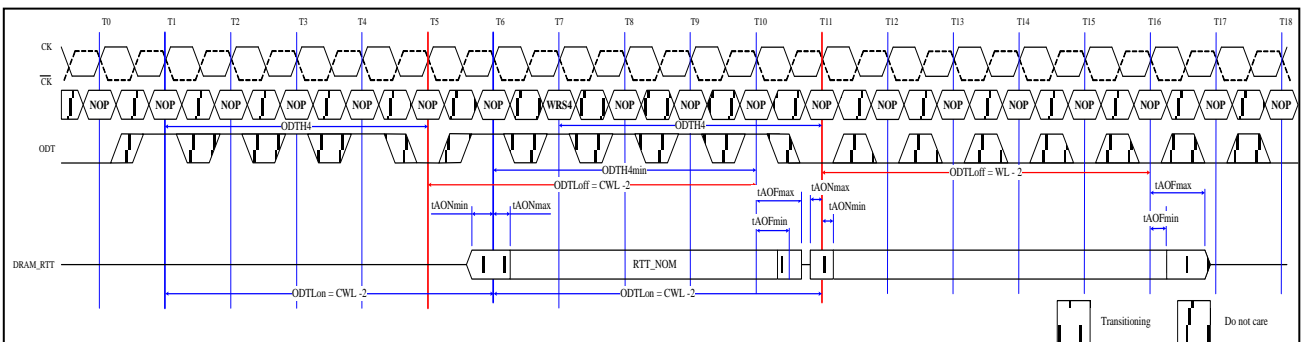 T0 T1 T2 T3 T4 T5 T6 T7 T8 T9 T10 T11 T12 T13 T14 T15 T16 T17 T18
CK
CK
NOP NOP NOP NOP NOP NOP NOP WRS4 NOP NOP NOP NOP NOP NOP NOP NOP NOP NOP NOP
ODTH4 ODTH4
ODT
ODTH4min ODTLoff = WL - 2
ODTLoff = CWL -2
tAOFmax tAONmax tAOFmax
tAONmin tAONmax tAONmin
tAOFmin tAOFmin
DRAM_RTT RTT_NOM
ODTLon = CWL -2 ODTLon = CWL -2
Transitioning Do not care